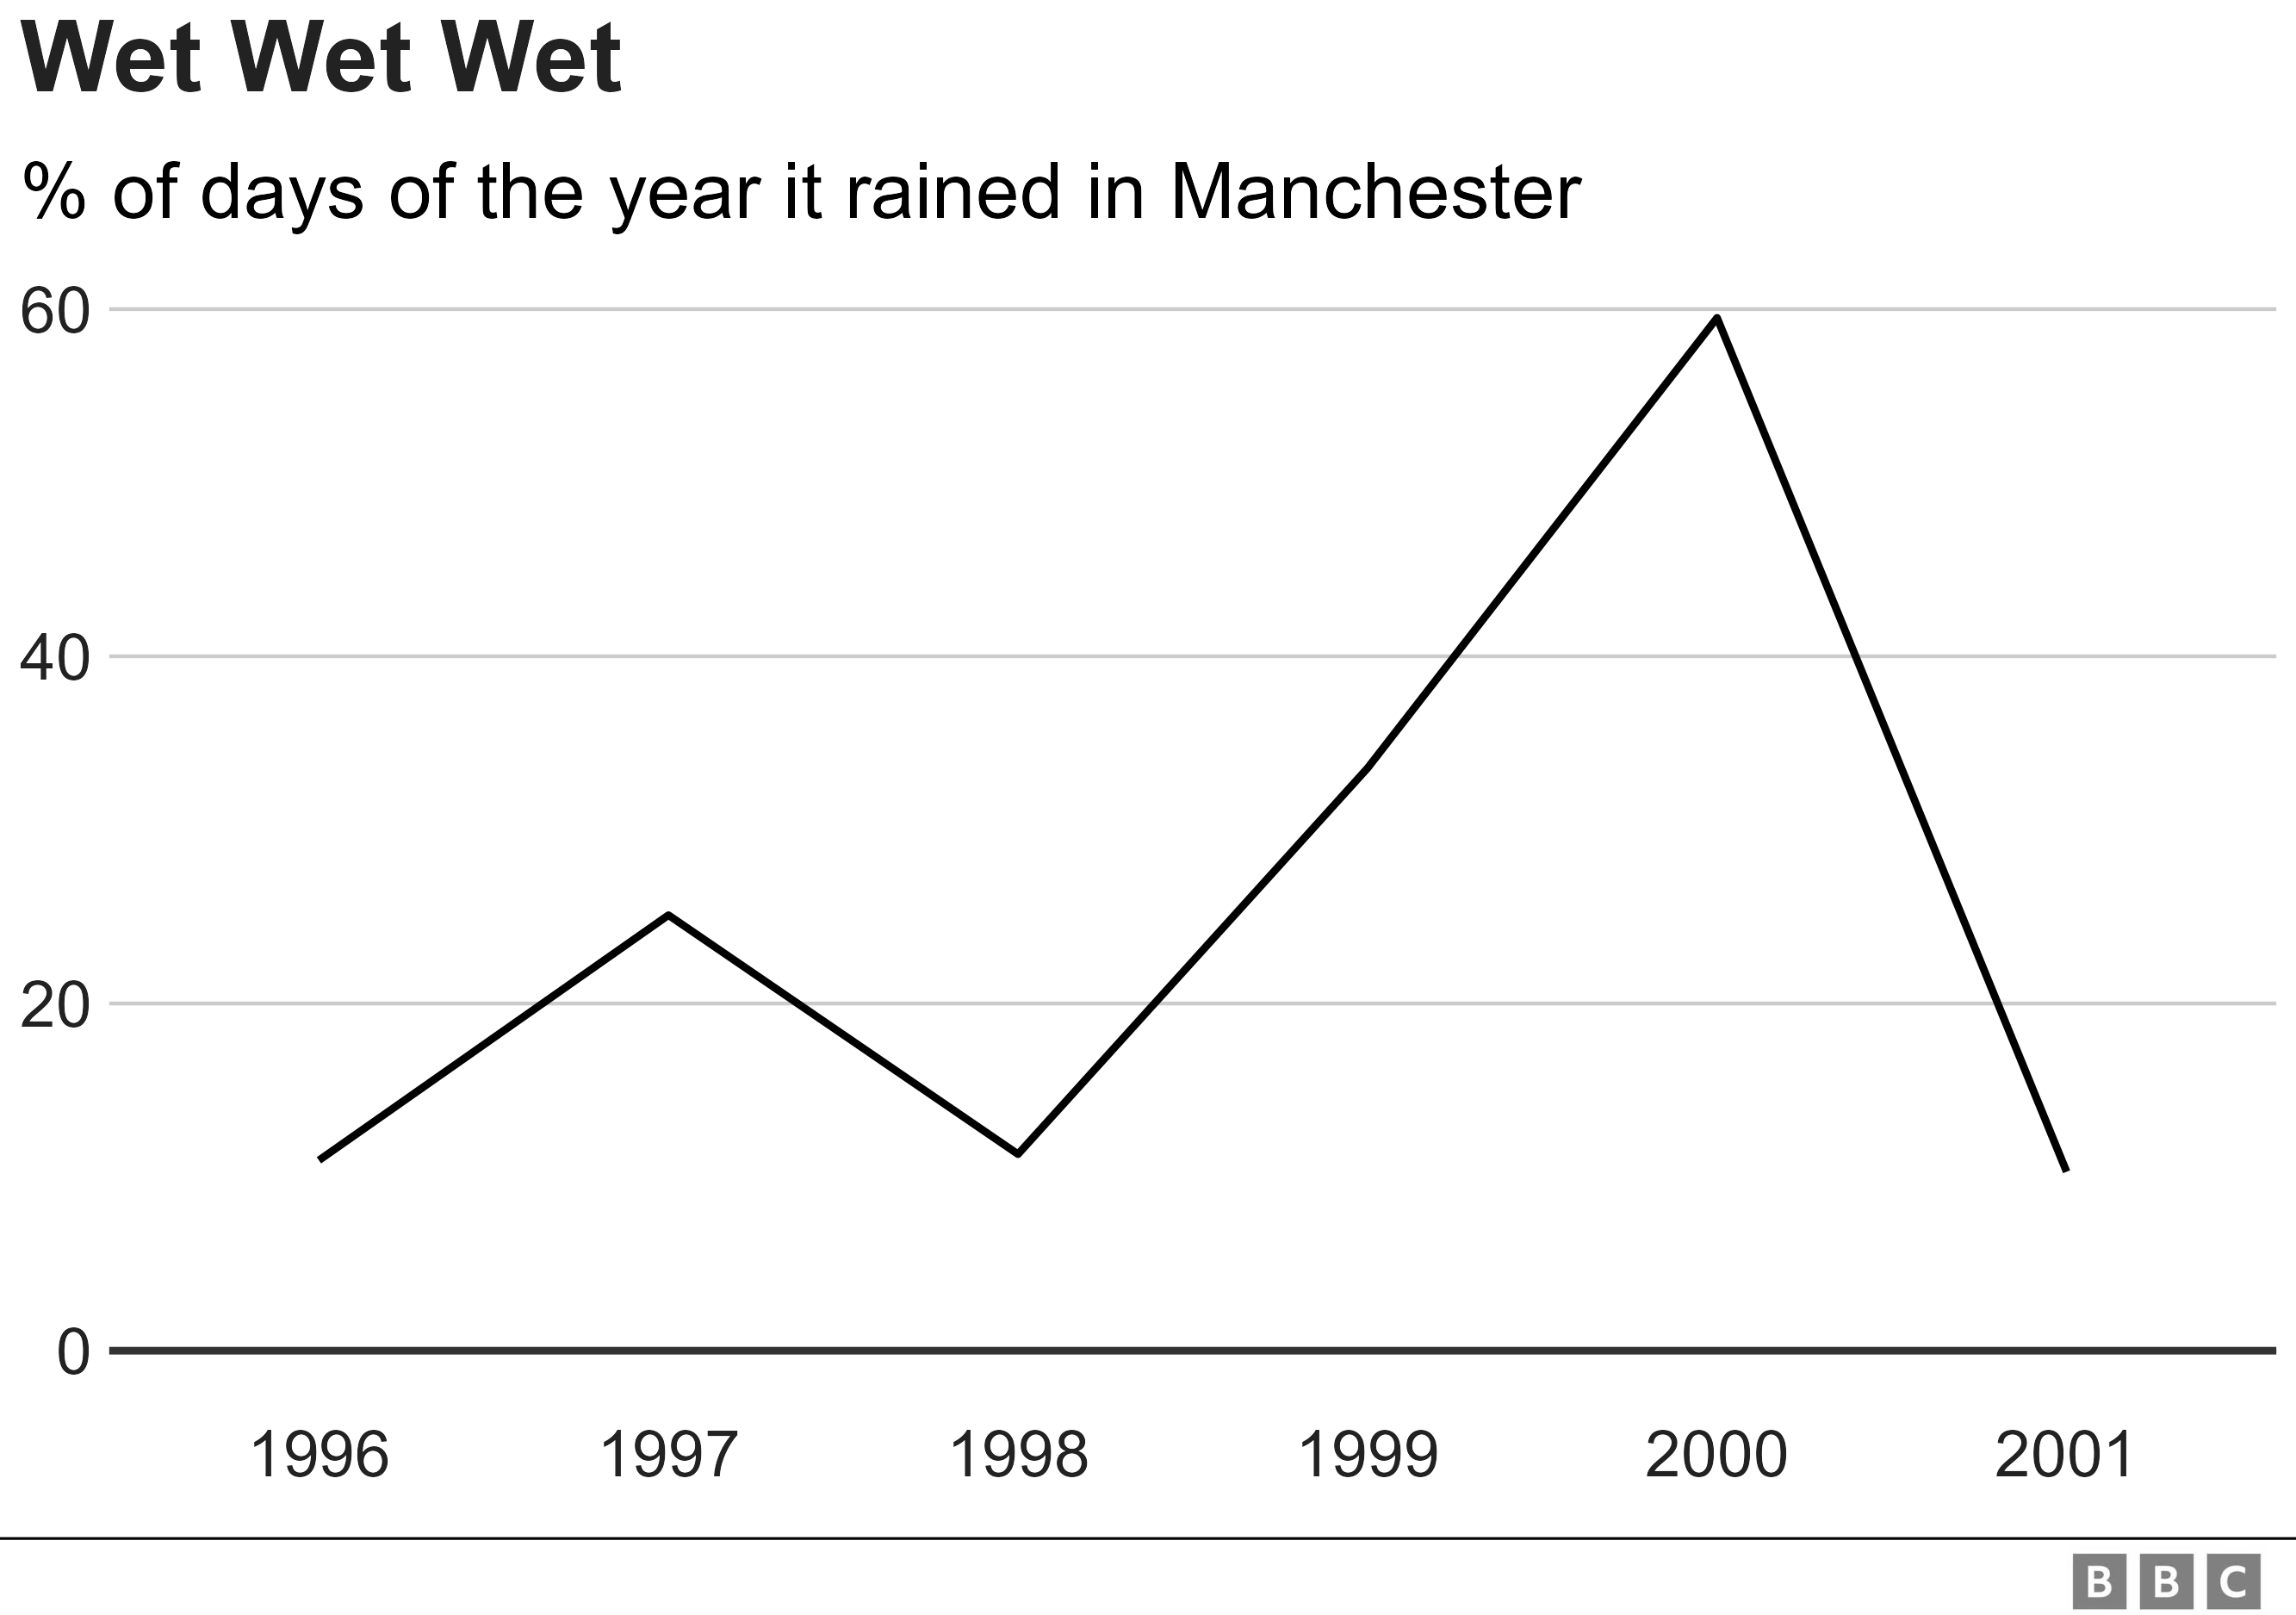 Wet Wet Wet
% of days of the year it rained in Manchester
60
40
20
0
1996 1997 1998 1999 2000 2001
BBC